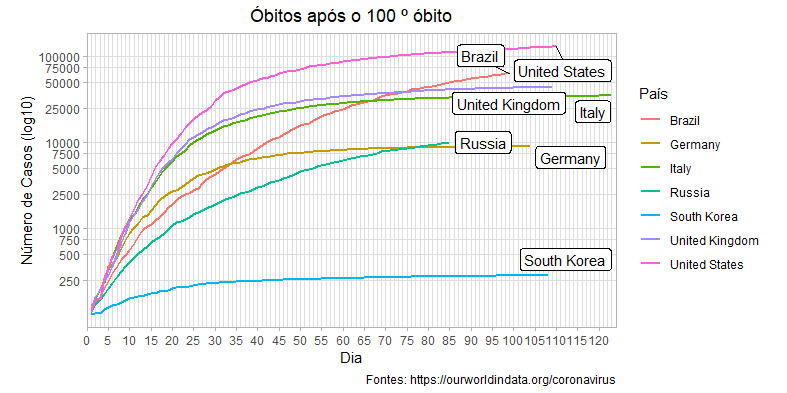 Óbitos após o 100 º óbito
Número de Casos (log10)
100000
75000
50000
25000
10000
7500
5000
2500
1000
750
500
250
Brazil
United States
United Kingdom
Italy
Russia
Germany
South Korea
0 5 10 15 20 25 30 35 40 45 50 55 60 65 70 75 80 85 90 95 100 105 110 115 120
Dia
País
Brazil
Germany
Italy
Russia
South Korea
United Kingdom
United States
Fontes: https://ourworldindata.org/coronavirus